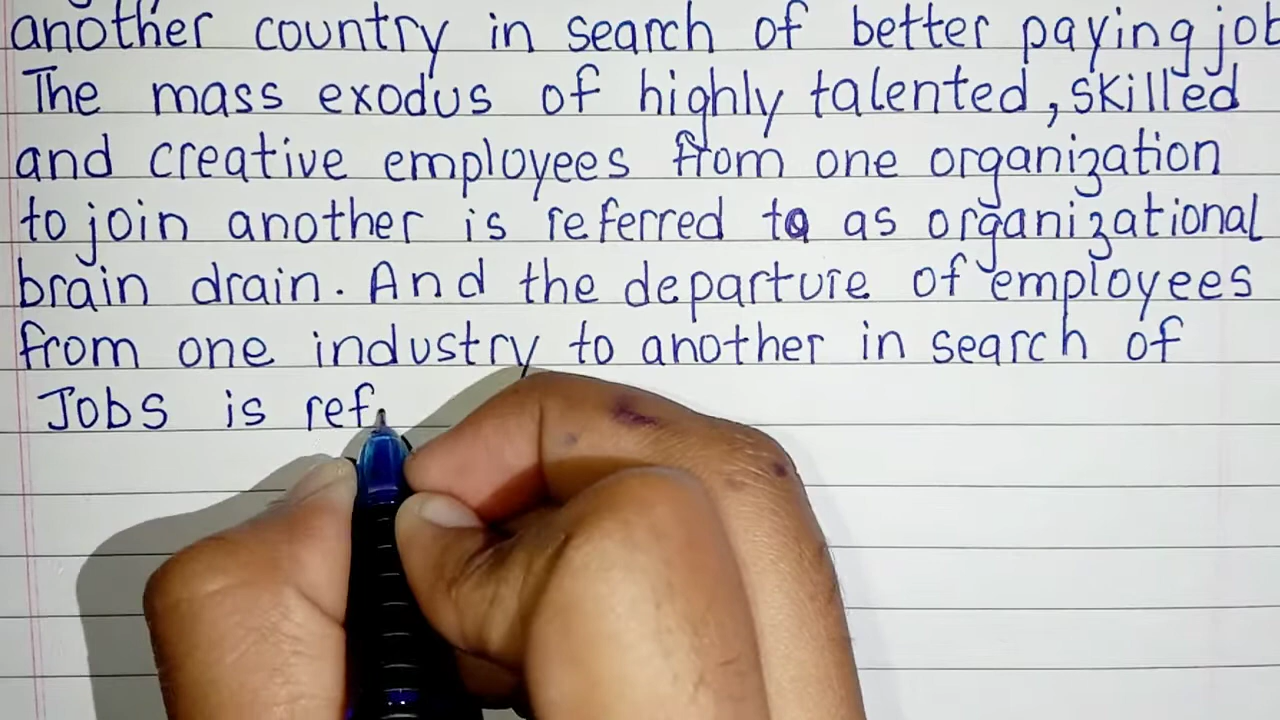 another country in search of better paying job
The mass exodus of highly talented, skilled
and creative employees from one organization
to join another is referred to as organizational
brain drain. And the departure of employees
from one industry to another in search of
Jobs is ref